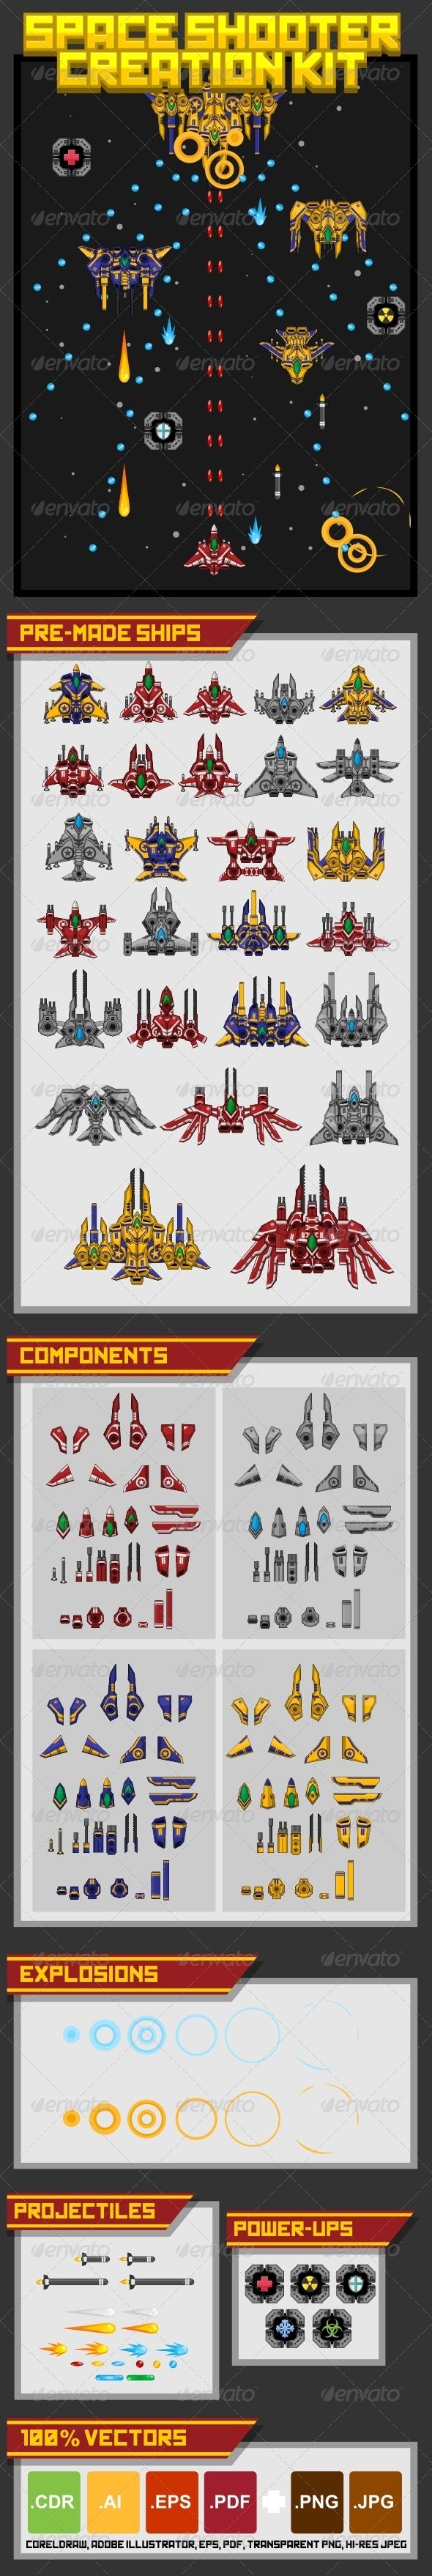 SPACE SHOOTER
CREATION KIT
PRE-MADE SHIPS
COMPONENTS
EXPLOSIONS
PROJECTILES
POWER-UPS
100% VECTORS
.CDR
.AI
.EPS
.PDF
.PNG
.JPG
CORELDRAW, ADOBE ILLUSTRATOR, EPS, PDF, TRANSPARENT PNG, HI-RES JPEG
envato